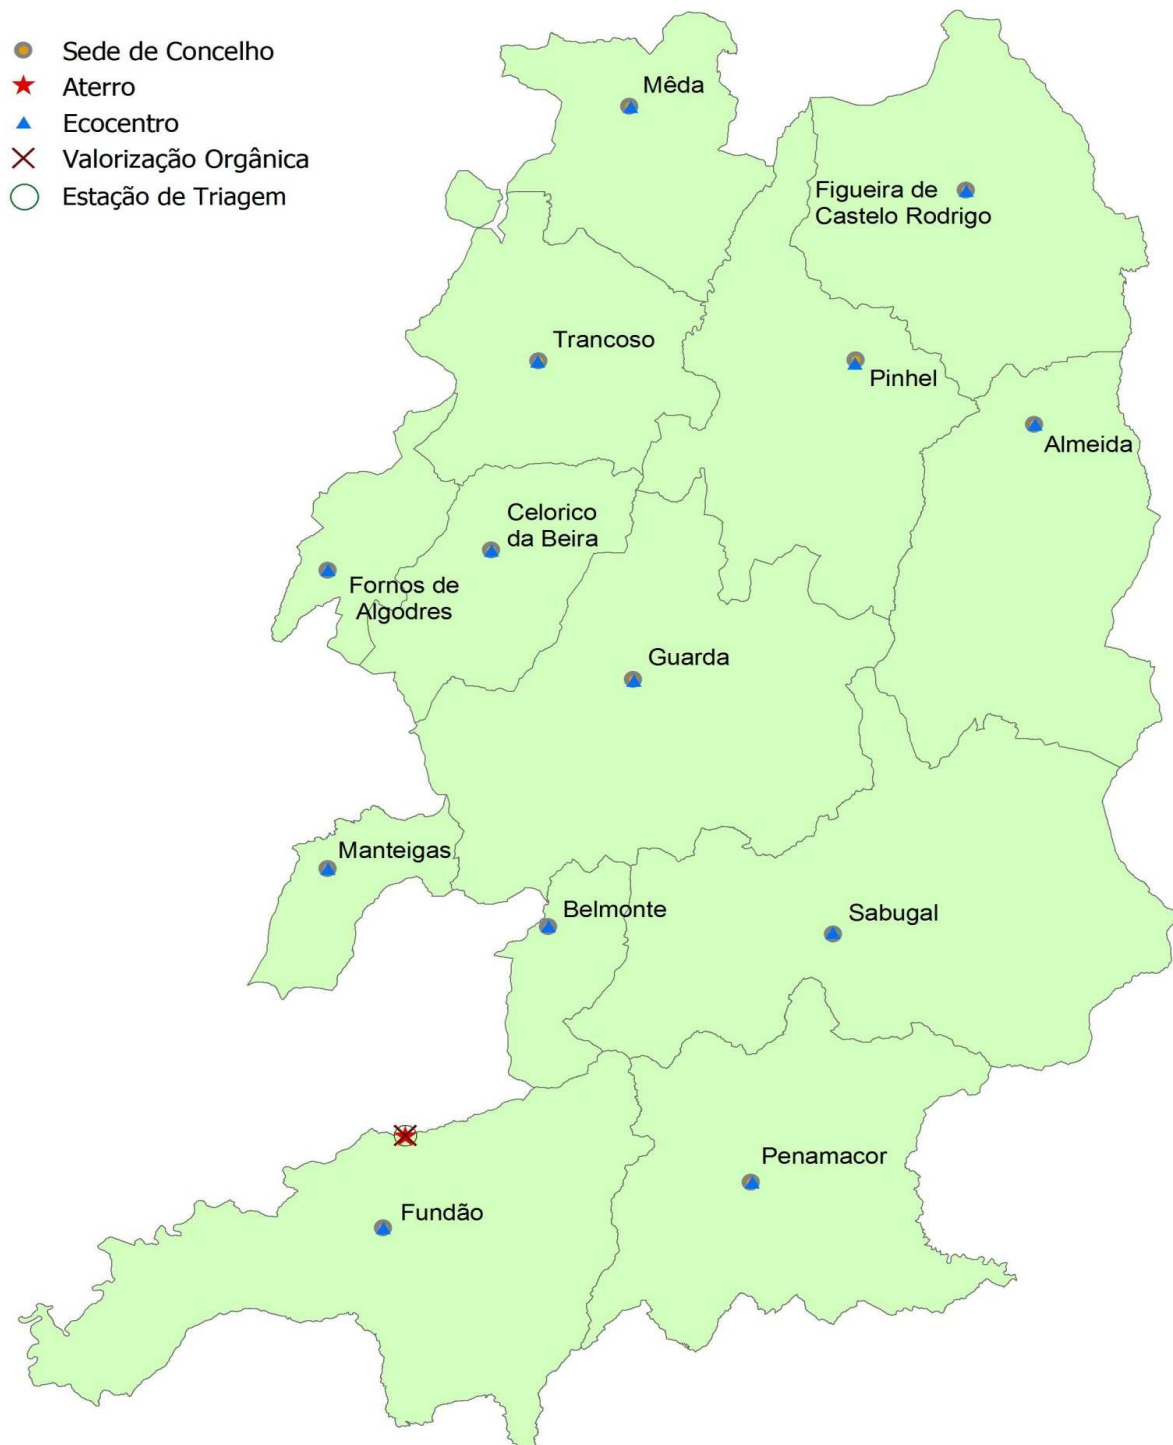 Sede de Concelho
Aterro
Ecocentro
Valorização Orgânica
Estação de Triagem
Mêda
Figueira de
Castelo Rodrigo
Trancoso
Pinhel
Almeida
Celorico
da Beira
Fornos de
Algodres
Guarda
Manteigas
Belmonte
Sabugal
Penamacor
Fundão